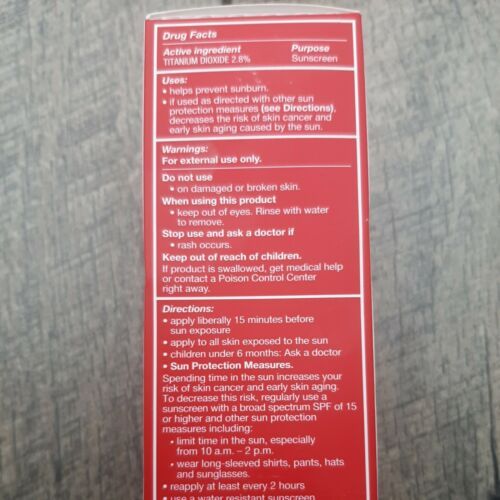 Drug Facts
Active ingredient Purpose
TITANIUM DIOXIDE 2.8% Sunscreen
Uses:
• helps prevent sunburn.
• if used as directed with other sun
protection measures (see Directions),
decreases the risk of skin cancer and
early skin aging caused by the sun.
Warnings:
For external use only.
Do not use
• on damaged or broken skin.
When using this product
• keep out of eyes. Rinse with water
to remove.
Stop use and ask a doctor if
• rash occurs.
Keep out of reach of children.
If product is swallowed, get medical help
or contact a Poison Control Center
right away.
Directions:
• apply liberally 15 minutes before
sun exposure
• apply to all skin exposed to the sun
• children under 6 months: Ask a doctor
• Sun Protection Measures.
Spending time in the sun increases your
risk of skin cancer and early skin aging.
To decrease this risk, regularly use a
sunscreen with a broad spectrum SPF of 15
or higher and other sun protection
measures including:
• limit time in the sun, especially
from 10 a.m. – 2 p.m.
• wear long-sleeved shirts, pants, hats
and sunglasses.
• reapply at least every 2 hours
• use a water resistant sunscreen